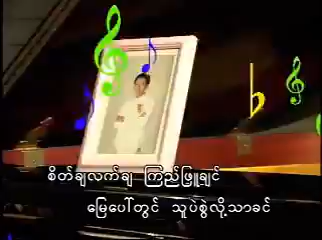 စိတ်ချလက်ချ ကြည်ဖြူချင်
မြေပေါ်တွင် သူပဲစွဲလို့သာခင်